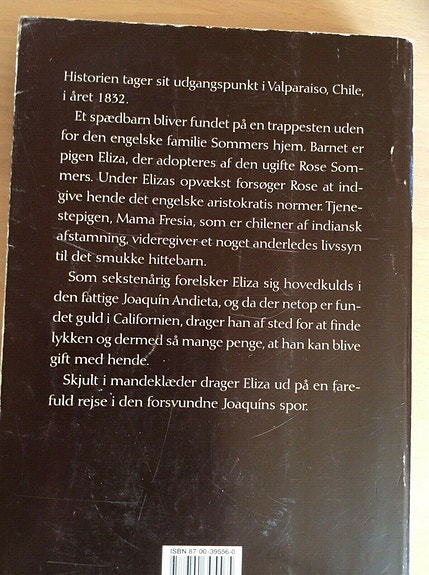 Historien tager sit udgangspunkt i Valparaiso, Chile,
i året 1832.
Et spædbarn bliver fundet på en trappesten uden
for den engelske familie Sommers hjem. Barnet er
pigen Eliza, der adopteres af den ugifte Rose Som-
mers. Under Elizas opvækst forsøger Rose at ind-
give hende det engelske aristokratis normer. Tjene-
stepigen, Mama Fresia, som er chilener af indiansk
afstamning, videregiver et noget anderledes livssyn
til det smukke hittebarn.
Som sekstenårig forelsker Eliza sig hovedkulds i
den fattige Joaquín Andieta, og da der netop er fun-
det guld i Californien, drager han af sted for at finde
lykken og dermed så mange penge, at han kan blive
gift med hende.
Skjult i mandeklæder drager Eliza ud på en fare-
fuld rejse i den forsvundne Joaquíns spor.
ISBN 87-00-39556-0